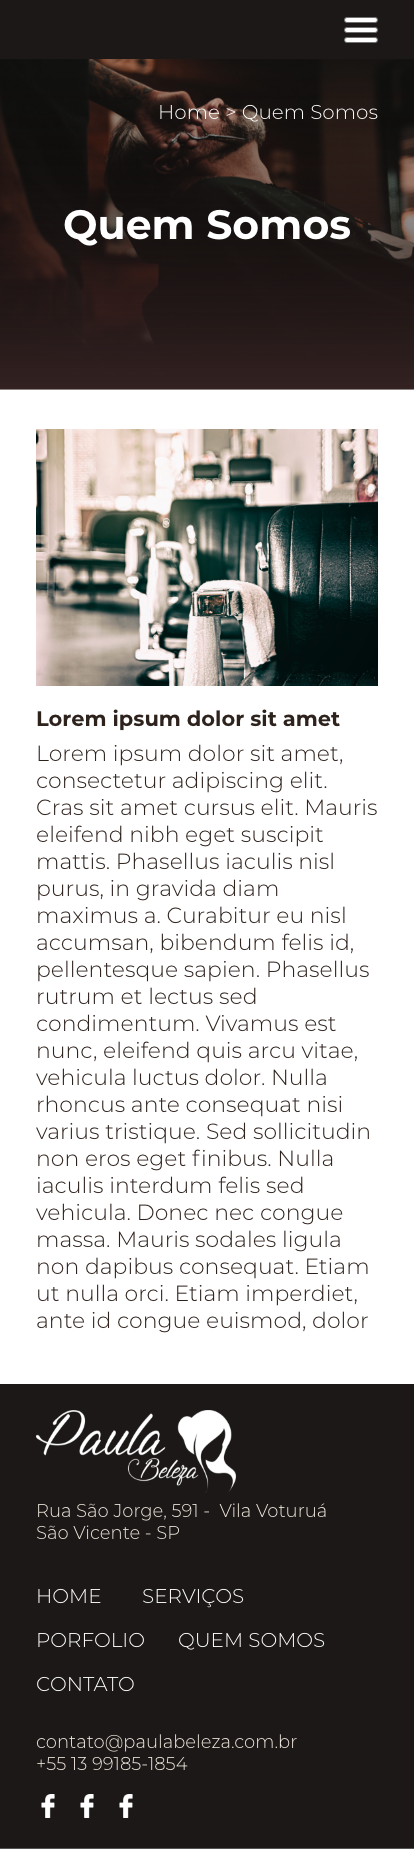 Home > Quem Somos
Quem Somos
Lorem ipsum dolor sit amet
Lorem ipsum dolor sit amet,
consectetur adipiscing elit.
Cras sit amet cursus elit. Mauris
eleifend nibh eget suscipit
mattis. Phasellus iaculis nisl
purus, in gravida diam
maximus a. Curabitur eu nisl
accumsan, bibendum felis id,
pellentesque sapien. Phasellus
rutrum et lectus sed
condimentum. Vivamus est
nunc, eleifend quis arcu vitae,
vehicula luctus dolor. Nulla
rhoncus ante consequat nisi
varius tristique. Sed sollicitudin
non eros eget finibus. Nulla
iaculis interdum felis sed
vehicula. Donec nec congue
massa. Mauris sodales ligula
non dapibus consequat. Etiam
ut nulla orci. Etiam imperdiet,
ante id congue euismod, dolor
Paula
Beleza
Rua São Jorge, 591 -  Vila Voturuá
São Vicente - SP
HOME SERVIÇOS
PORFOLIO QUEM SOMOS
CONTATO
contato@paulabeleza.com.br
+55 13 99185-1854